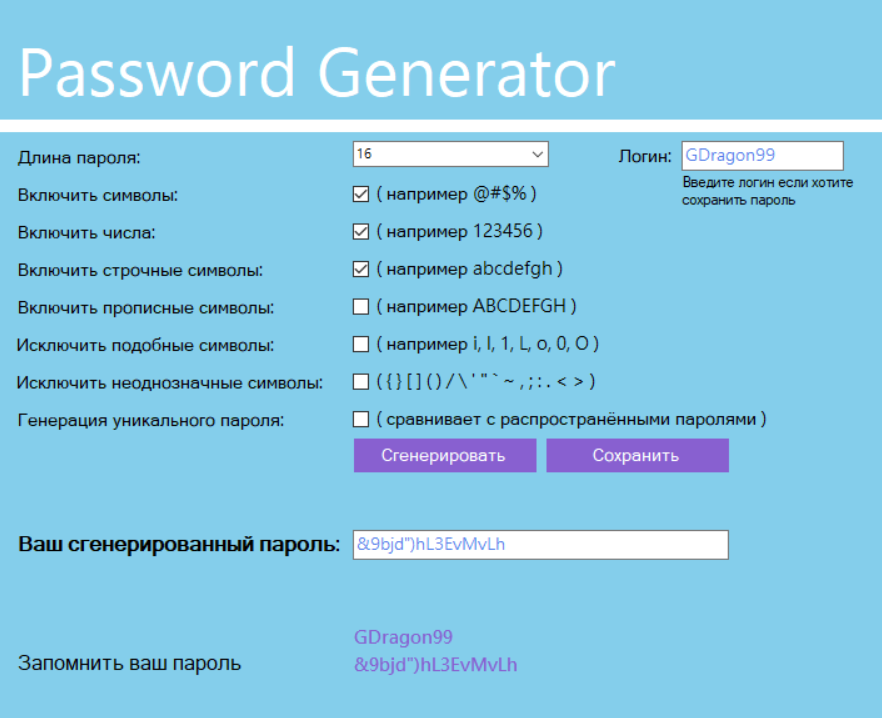 Password Generator
Длина пароля: 16 Логин: GDragon99
Введите логин если хотите
сохранить пароль
Включить символы: ( например @#$% )
Включить числа: ( например 123456 )
Включить строчные символы: ( например abcdefgh )
Включить прописные символы: ( например ABCDEFGH )
Исключить подобные символы: ( например i, l, 1, L, o, 0, O )
Исключить неоднозначные символы: ( { } [ ] ( ) / \ ' " ` ~ , ; : . < > )
Генерация уникального пароля: ( сравнивает с распространёнными паролями )
Сгенерировать Сохранить
Ваш сгенерированный пароль: &9bjd")hL3EvMvLh
GDragon99
Запомнить ваш пароль &9bjd")hL3EvMvLh